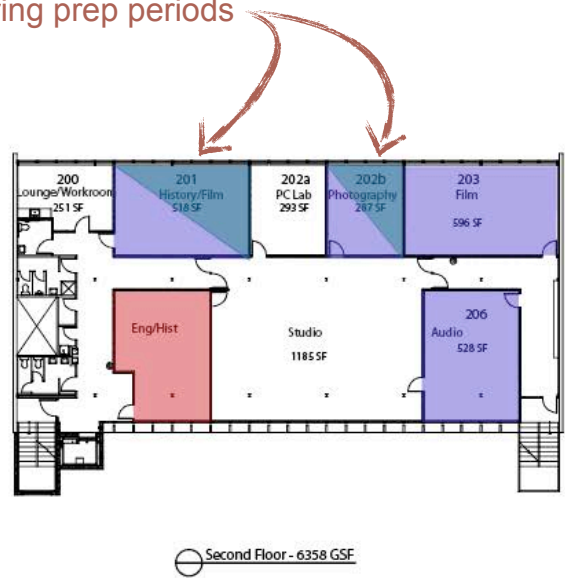 ing prep periods
200
Lounge/Workroom
251 SF
201
History/Film
518 SF
202a
PC Lab
293 SF
202b
Photography
287 SF
203
Film
596 SF
Eng/Hist
Studio
1185 SF
206
Audio
528 SF
Second Floor - 6358 GSF